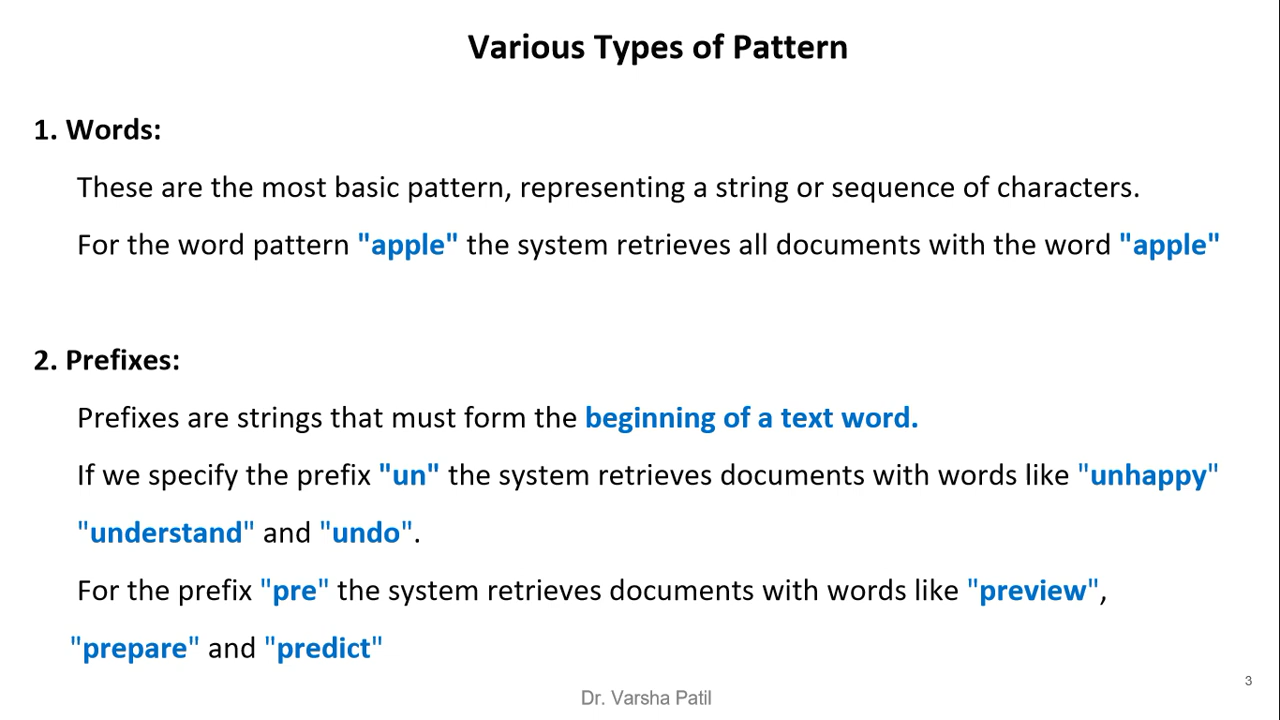 Various Types of Pattern
1. Words:
These are the most basic pattern, representing a string or sequence of characters.
For the word pattern "apple" the system retrieves all documents with the word "apple"
2. Prefixes:
Prefixes are strings that must form the beginning of a text word.
If we specify the prefix "un" the system retrieves documents with words like "unhappy"
"understand" and "undo".
For the prefix "pre" the system retrieves documents with words like "preview",
"prepare" and "predict"
3
Dr. Varsha Patil